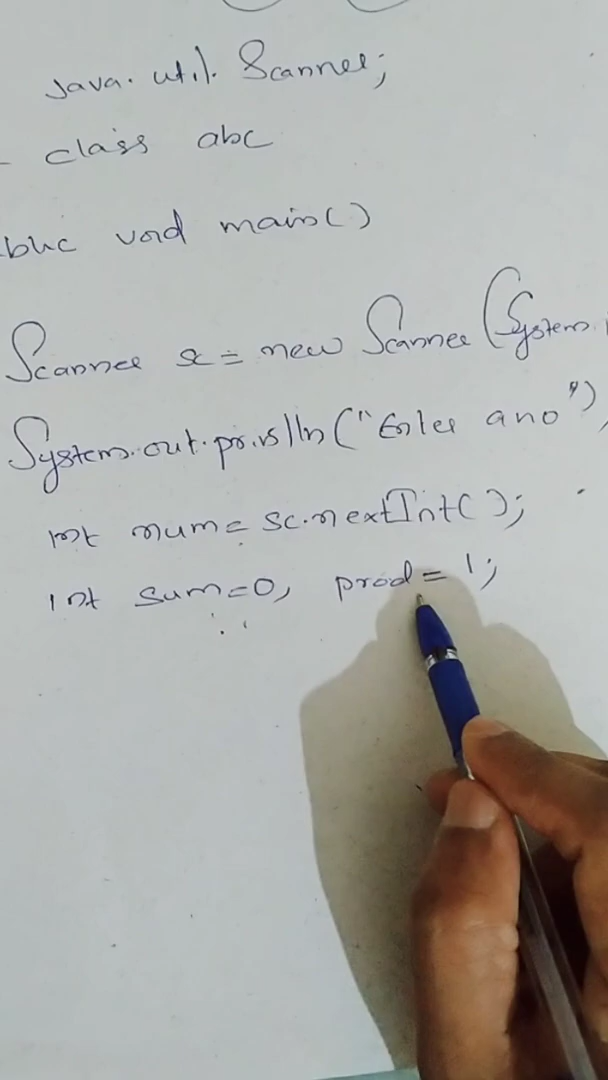 java.util.Scanner;
class abc
void main()
Scanner sc = new Scanner (System.
System.out.println("Enter a no")
int num = sc.nextInt();
int sum=0, prod=1;